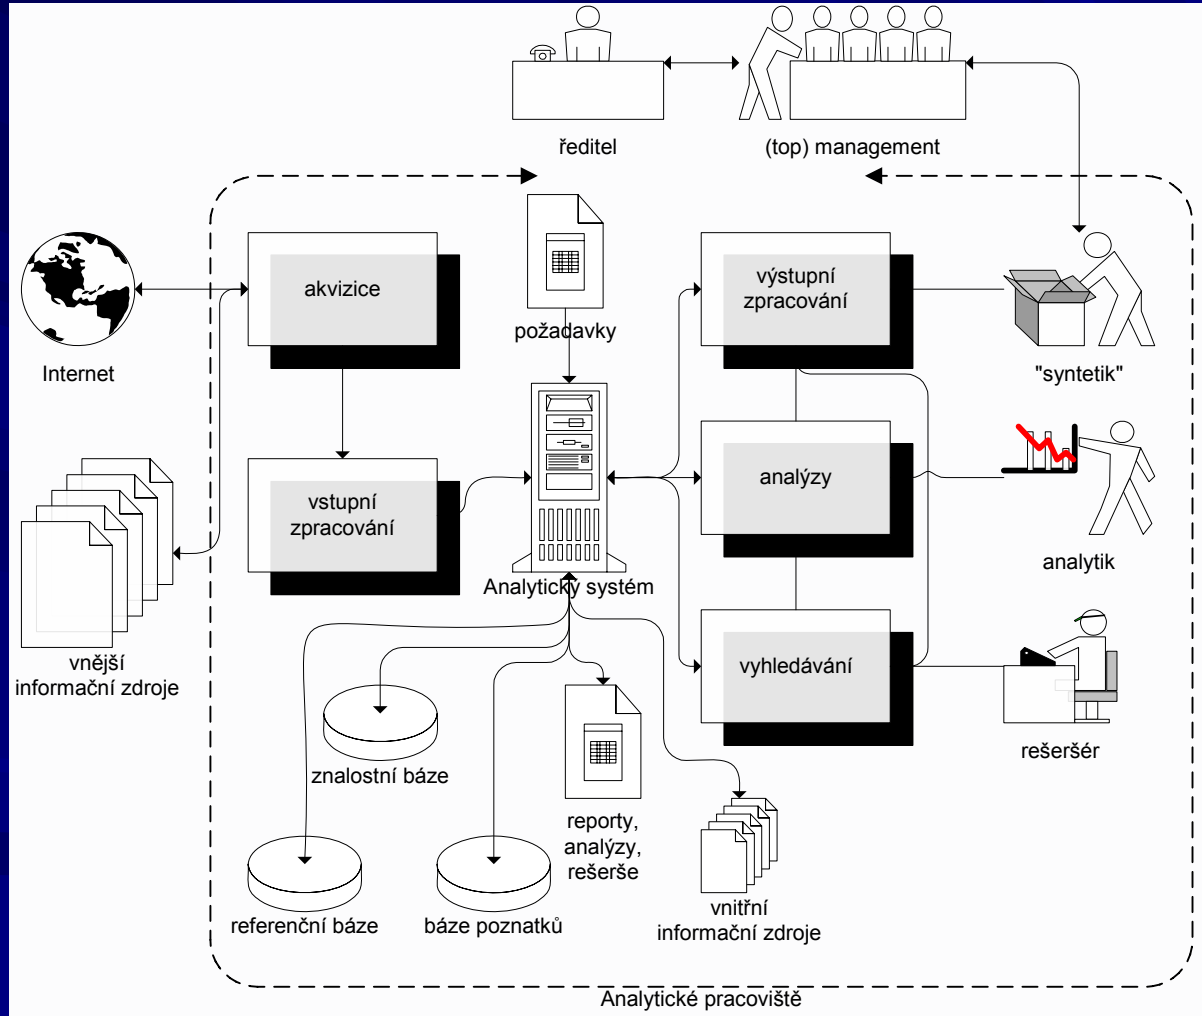 ředitel
(top) management
požadavky
akvizice
výstupní
zpracování
Internet
"syntetik"
vstupní
zpracování
analýzy
Analytický systém
analytik
vnější
informační zdroje
vyhledávání
rešeršér
znalostní báze
reporty,
analýzy,
rešerše
referenční báze
báze poznatků
vnitřní
informační zdroje
Analytické pracoviště